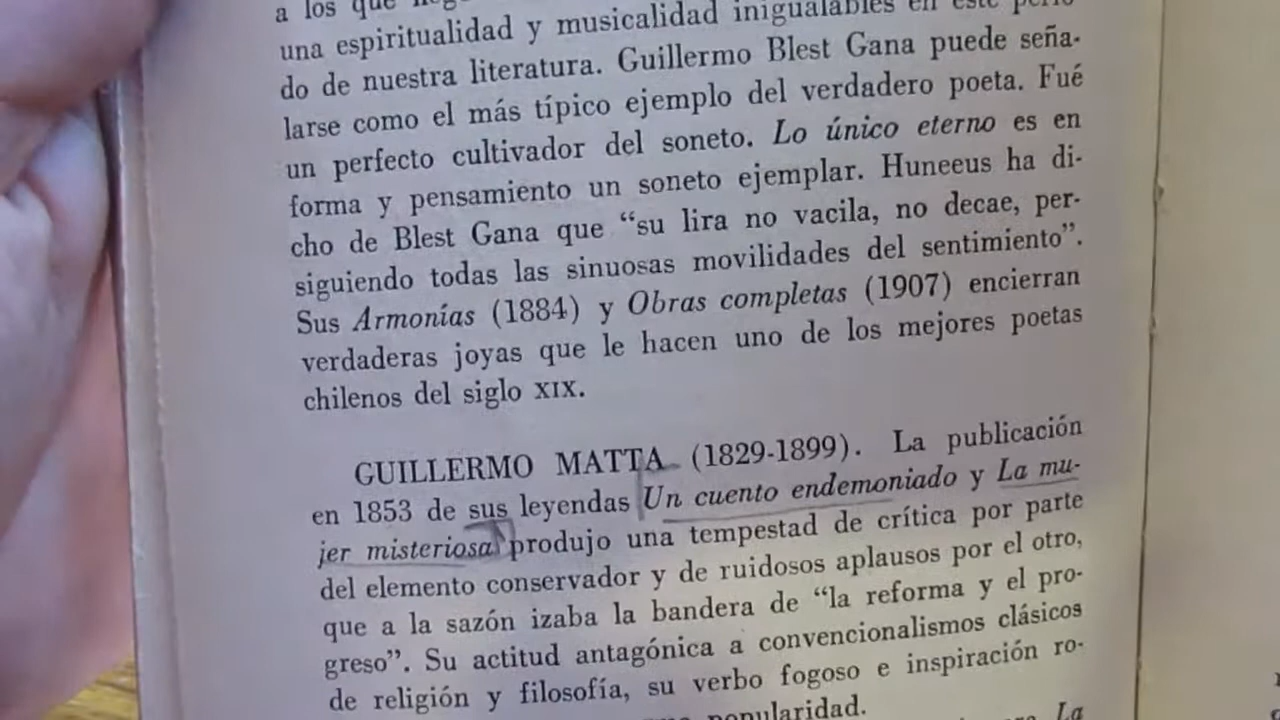 a los que
una espiritualidad y musicalidad inigualables en este perío-
do de nuestra literatura. Guillermo Blest Gana puede seña-
larse como el más típico ejemplo del verdadero poeta. Fué
un perfecto cultivador del soneto. Lo único eterno es en
forma y pensamiento un soneto ejemplar. Huneeus ha di-
cho de Blest Gana que “su lira no vacila, no decae, per-
siguiendo todas las sinuosas movilidades del sentimiento”.
Sus Armonías (1884) y Obras completas (1907) encierran
verdaderas joyas que le hacen uno de los mejores poetas
chilenos del siglo XIX.
GUILLERMO MATTA (1829-1899). La publicación
en 1853 de sus leyendas Un cuento endemoniado y La mu-
jer misteriosa produjo una tempestad de crítica por parte
del elemento conservador y de ruidosos aplausos por el otro,
que a la sazón izaba la bandera de “la reforma y el pro-
greso”. Su actitud antagónica a convencionalismos clásicos
de religión y filosofía, su verbo fogoso e inspiración ro-
popularidad.
La